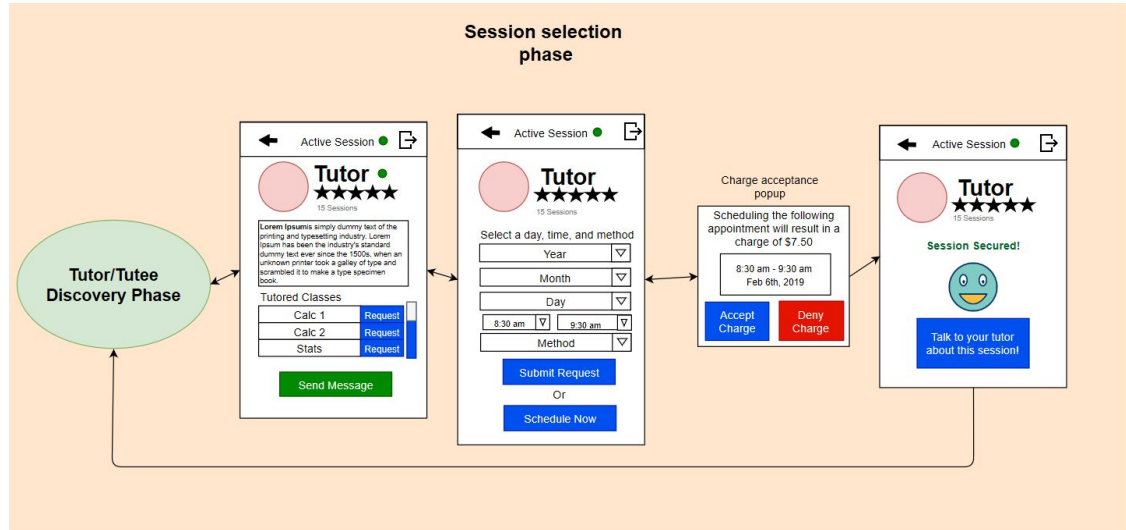 Session selection
phase
Tutor/Tutee
Discovery Phase
Active Session
Tutor
15 Sessions
Lorem Ipsumis simply dummy text of the
printing and typesetting industry. Lorem
Ipsum has been the industry's standard
dummy text ever since the 1500s, when an
unknown printer took a galley of type and
scrambled it to make a type specimen
book.
Tutored Classes
Calc 1 Request
Calc 2 Request
Stats Request
Send Message
Active Session
Tutor
15 Sessions
Select a day, time, and method
Year
Month
Day
8:30 am 9:30 am
Method
Submit Request
Or
Schedule Now
Charge acceptance
popup
Scheduling the following
appointment will result in a
charge of $7.50
8:30 am - 9:30 am
Feb 6th, 2019
Accept
Charge
Deny
Charge
Active Session
Tutor
15 Sessions
Session Secured!
Talk to your tutor
about this session!